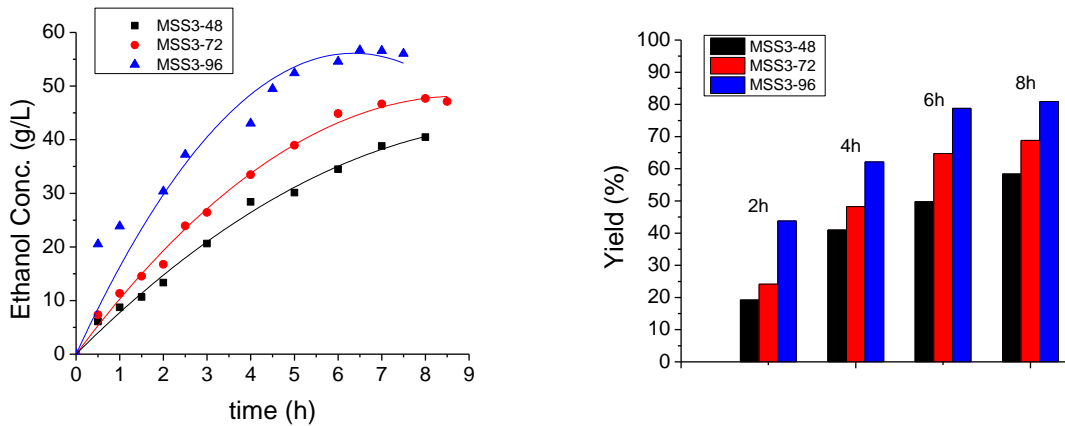 MSS3-48
MSS3-72
MSS3-96
Ethanol Conc. (g/L)
60
50
40
30
20
10
0
0 1 2 3 4 5 6 7 8 9
time (h)
MSS3-48
MSS3-72
MSS3-96
Yield (%)
100
90
80
70
60
50
40
30
20
10
0
2h
4h
6h
8h